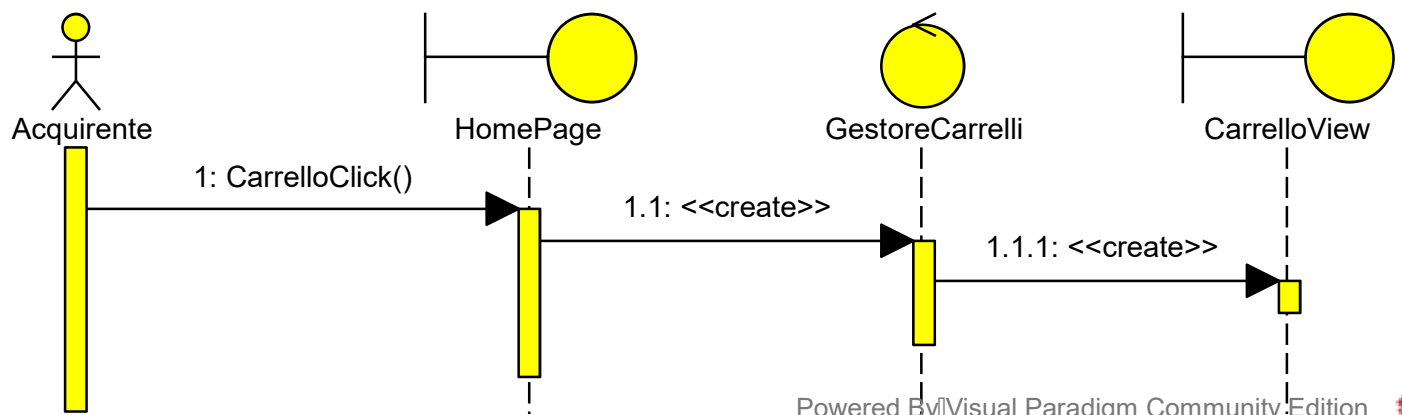 Acquirente
HomePage
GestoreCarrelli
CarrelloView
1: CarrelloClick()
1.1: <<create>>
1.1.1: <<create>>
Powered By Visual Paradigm Community Edition